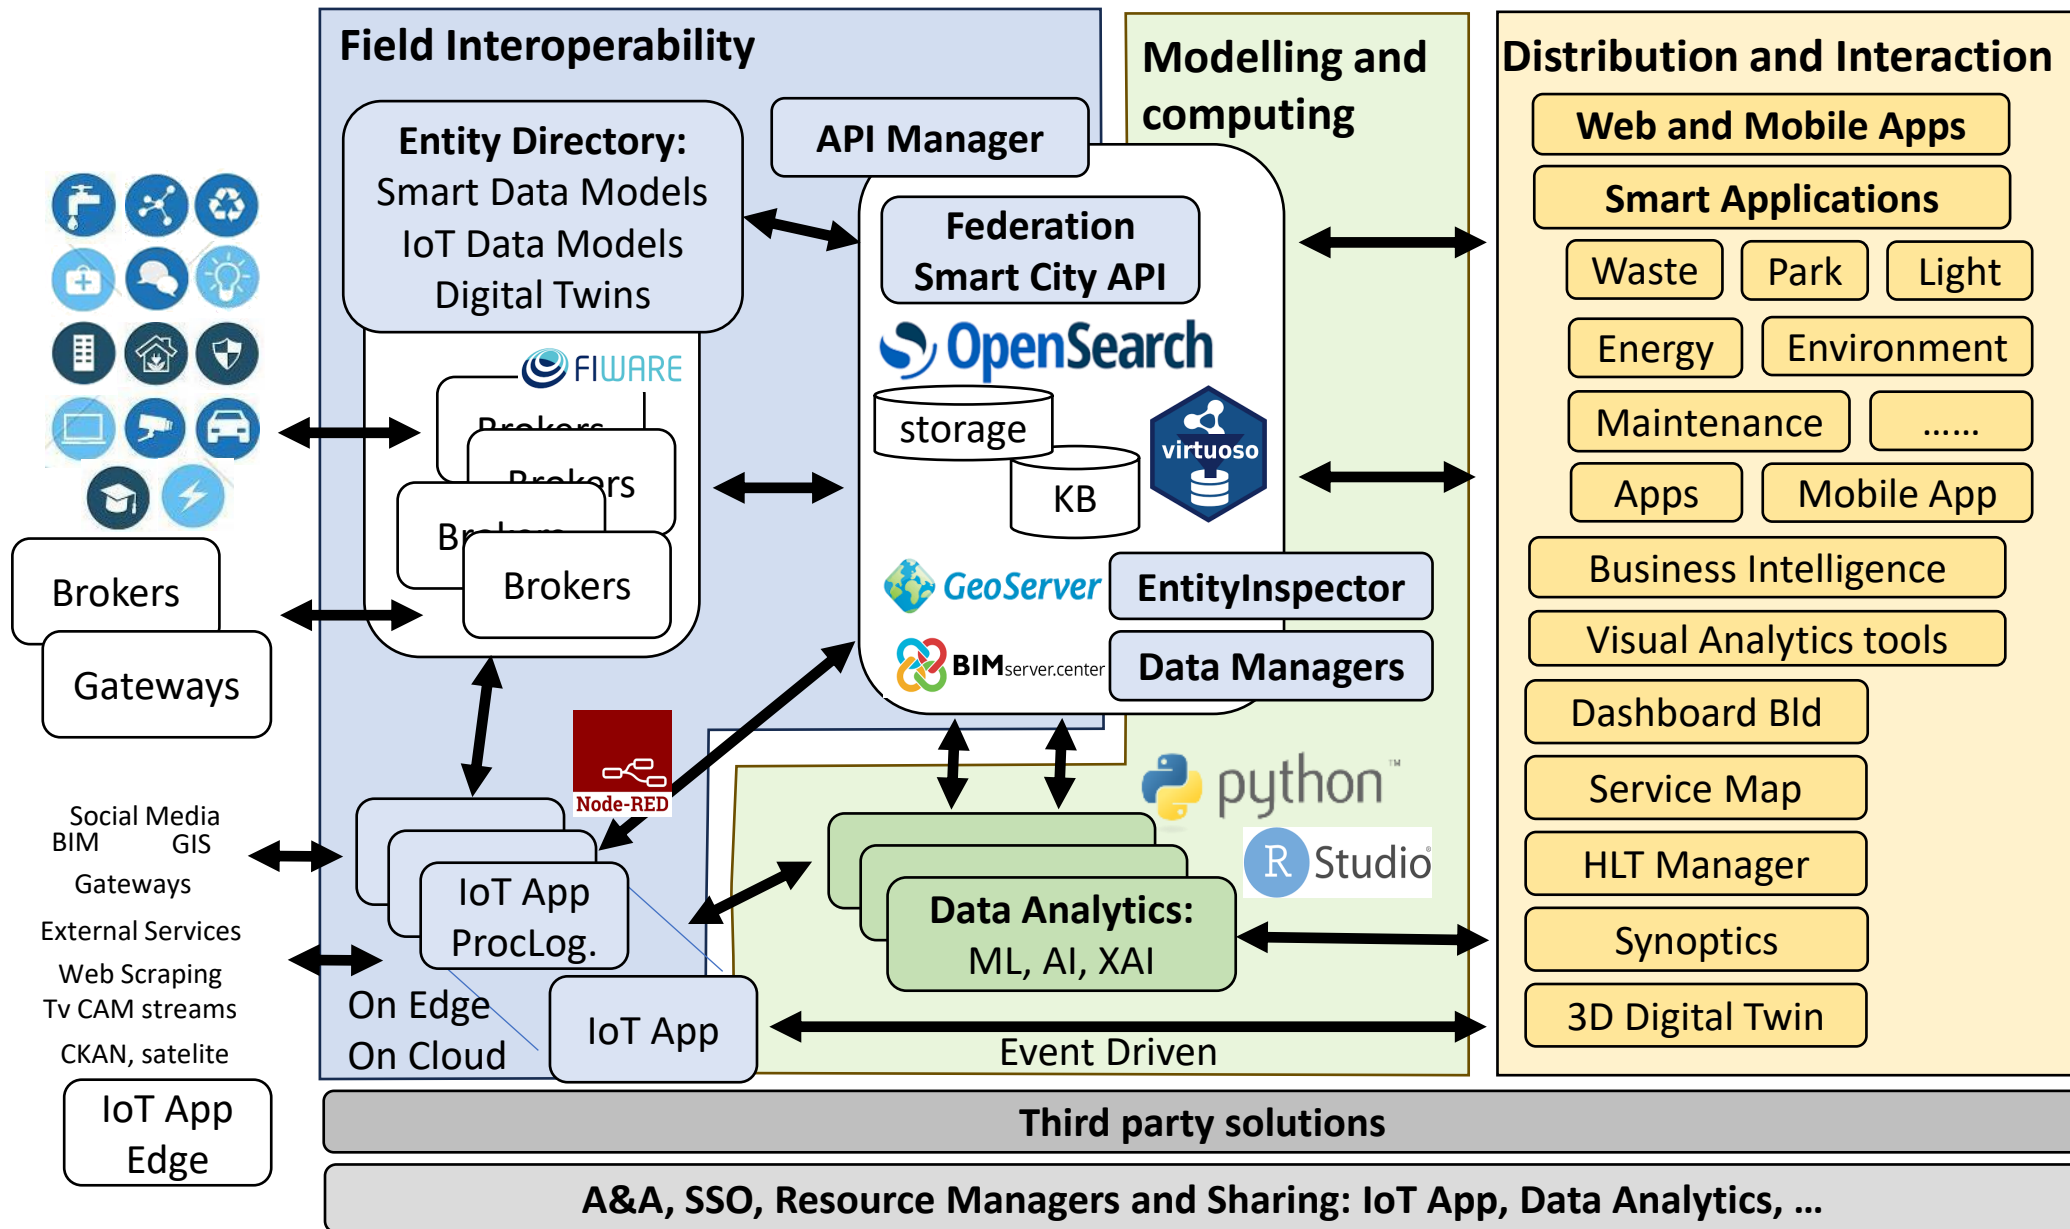 Field Interoperability
Modelling and
computing
Distribution and Interaction
Entity Directory:
Smart Data Models
IoT Data Models
Digital Twins
API Manager
Federation
Smart City API
OpenSearch
storage
KB
virtuoso
GeoServer
EntityInspector
BIMserver.center
Data Managers
FIWARE
Brokers
Brokers
Brokers
Brokers
Brokers
Gateways
Node-RED
Social Media
BIM
GIS
Gateways
External Services
Web Scraping
Tv CAM streams
CKAN, satelite
IoT App
Edge
IoT App
ProcLog.
On Edge
On Cloud
IoT App
python™
R Studio
Data Analytics:
ML, AI, XAI
Event Driven
Web and Mobile Apps
Smart Applications
Waste
Park
Light
Energy
Environment
Maintenance
......
Apps
Mobile App
Business Intelligence
Visual Analytics tools
Dashboard Bld
Service Map
HLT Manager
Synoptics
3D Digital Twin
Third party solutions
A&A, SSO, Resource Managers and Sharing: IoT App, Data Analytics, ...